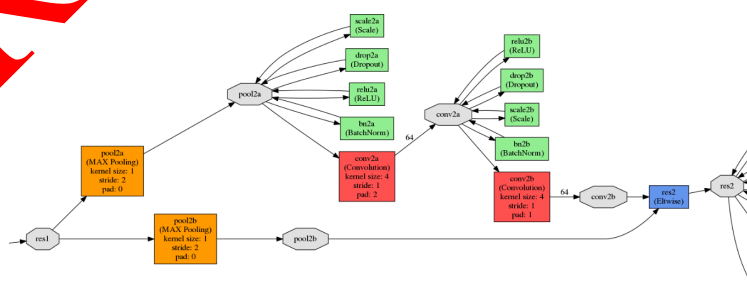 scale2a
(Scale)
drop2a
(Dropout)
relu2a
(ReLU)
bn2a
(BatchNorm)
pool2a
conv2a
(Convolution)
kernel size: 4
stride: 1
pad: 2
64
relu2b
(ReLU)
drop2b
(Dropout)
scale2b
(Scale)
bn2b
(BatchNorm)
conv2a
conv2b
(Convolution)
kernel size: 4
stride: 1
pad: 1
64
conv2b
res2
(Eltwise)
res2
pool2a
(MAX Pooling)
kernel size: 1
stride: 2
pad: 0
res1
pool2b
(MAX Pooling)
kernel size: 1
stride: 2
pad: 0
pool2b